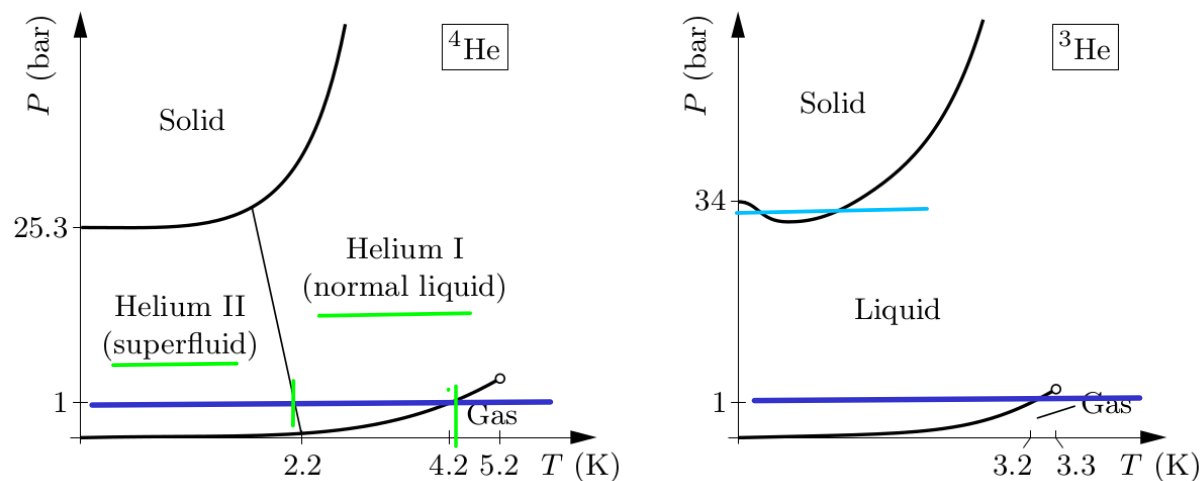 P (bar)
⁴He
Solid
25.3
Helium I
(normal liquid)
Helium II
(superfluid)
1
Gas
2.2
4.2
5.2
T (K)
P (bar)
³He
Solid
34
Liquid
1
Gas
3.2
3.3
T (K)